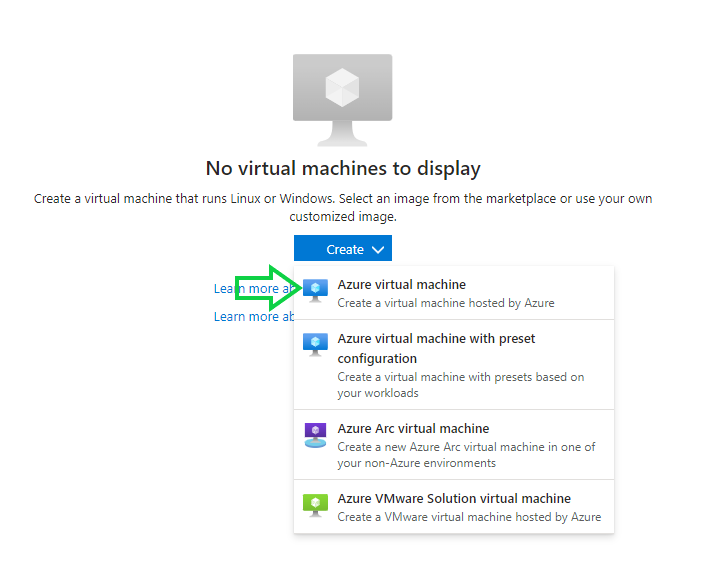 No virtual machines to display
Create a virtual machine that runs Linux or Windows. Select an image from the marketplace or use your own
customized image.
Create
Learn more ab
Learn more ab
Azure virtual machine
Create a virtual machine hosted by Azure
Azure virtual machine with preset
configuration
Create a virtual machine with presets based on
your workloads
Azure Arc virtual machine
Create a new Azure Arc virtual machine in one of
your non-Azure environments
Azure VMware Solution virtual machine
Create a VMware virtual machine hosted by Azure